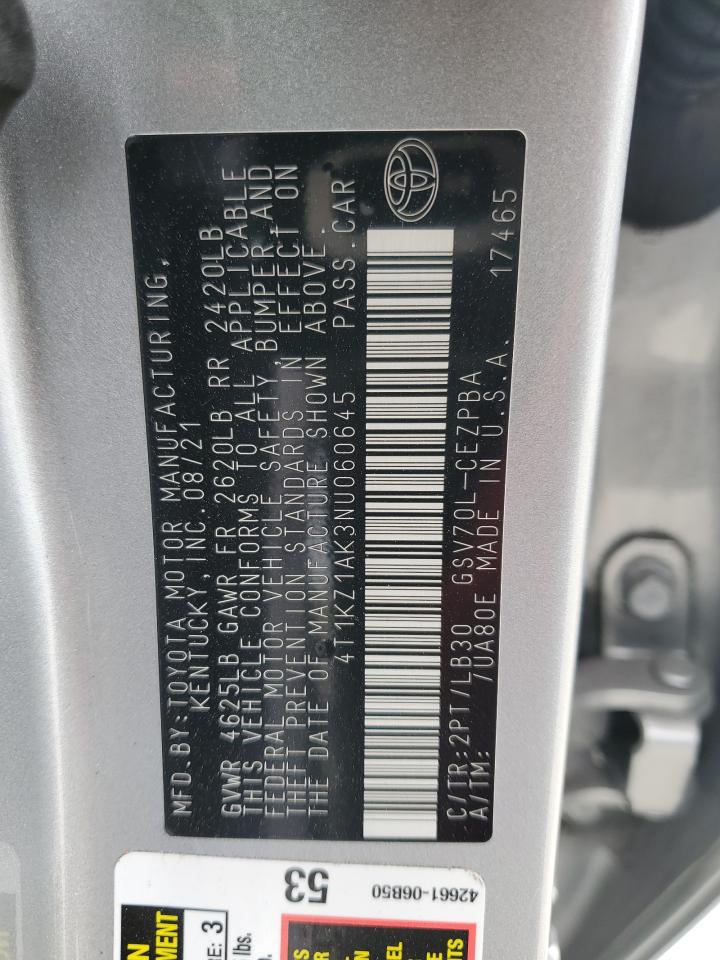 MFD. BY: TOYOTA MOTOR MANUFACTURING,
KENTUCKY, INC. 08/21
GVWR 4625LB GAWR FR 2620LB RR 2420LB
THIS VEHICLE CONFORMS TO ALL APPLICABLE
FEDERAL MOTOR VEHICLE SAFETY, BUMPER, AND
THEFT PREVENTION STANDARDS IN EFFECT ON
THE DATE OF MANUFACTURE SHOWN ABOVE.
4T1KZ1AK3NU060645 PASS. CAR
C/TR: 2PT/LB30 GSV70L-CEZPBA
A/TM: 7UA80E MADE IN U.S.A. 17465
53
42661-06B50
3
lbs.